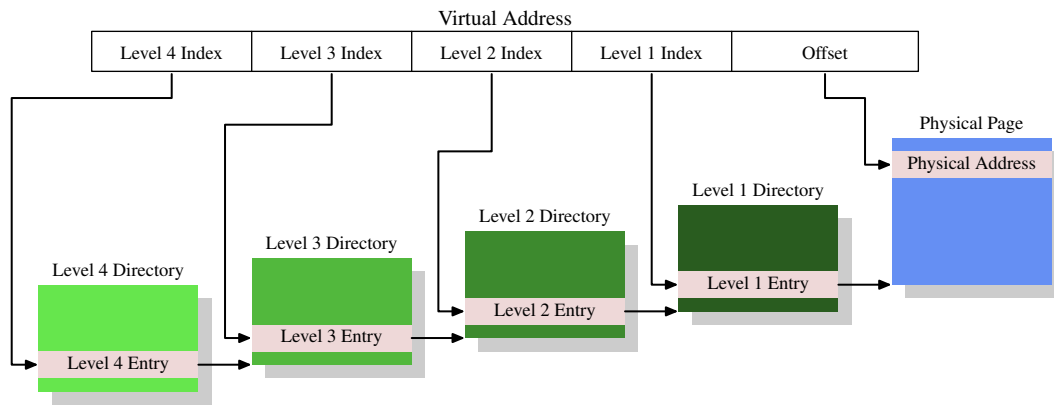 Virtual Address
Level 4 Index
Level 3 Index
Level 2 Index
Level 1 Index
Offset
Physical Page
Physical Address
Level 1 Directory
Level 1 Entry
Level 2 Directory
Level 2 Entry
Level 3 Directory
Level 3 Entry
Level 4 Directory
Level 4 Entry